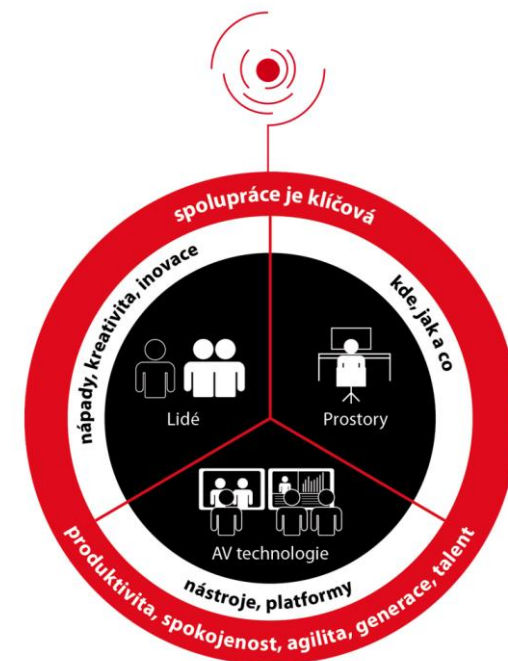 spolupráce je klíčová
nápady, kreativita, inovace
kde, jak a co
Lidé
Prostory
AV technologie
nástroje, platformy
produktivita, spokojenost, agilita, generace, talent